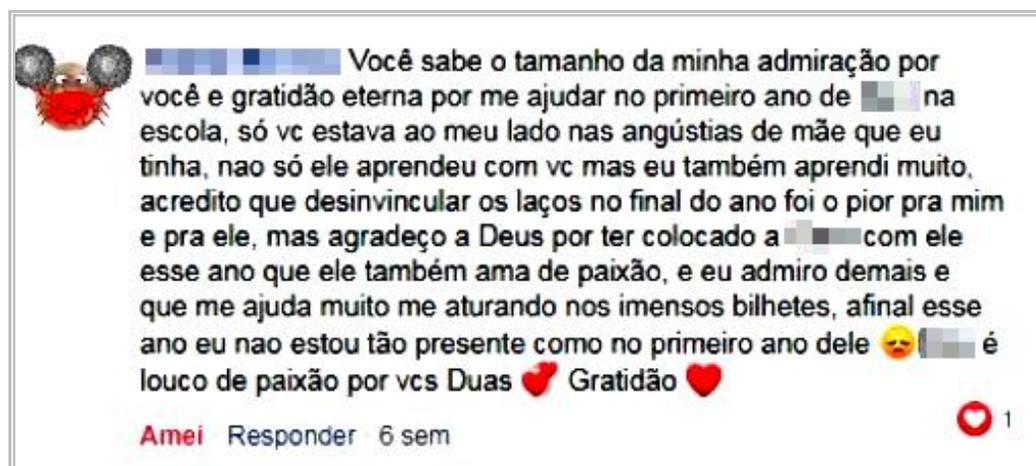 Você sabe o tamanho da minha admiração por
você e gratidão eterna por me ajudar no primeiro ano de na
escola, só vc estava ao meu lado nas angústias de mãe que eu
tinha, nao só ele aprendeu com vc mas eu também aprendi muito,
acredito que desinvincular os laços no final do ano foi o pior pra mim
e pra ele, mas agradeço a Deus por ter colocado a com ele
esse ano que ele também ama de paixão, e eu admiro demais e
que me ajuda muito me aturando nos imensos bilhetes, afinal esse
ano eu nao estou tão presente como no primeiro ano dele 😞 é
louco de paixão por vcs Duas 💕 Gratidão ❤️
Amei Responder 6 sem
1